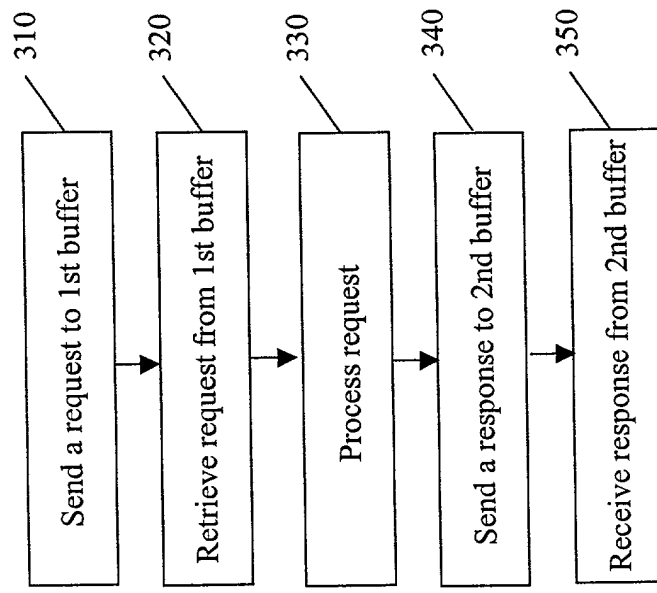 310
Send a request to 1st buffer
320
Retrieve request from 1st buffer
330
Process request
340
Send a response to 2nd buffer
350
Receive response from 2nd buffer